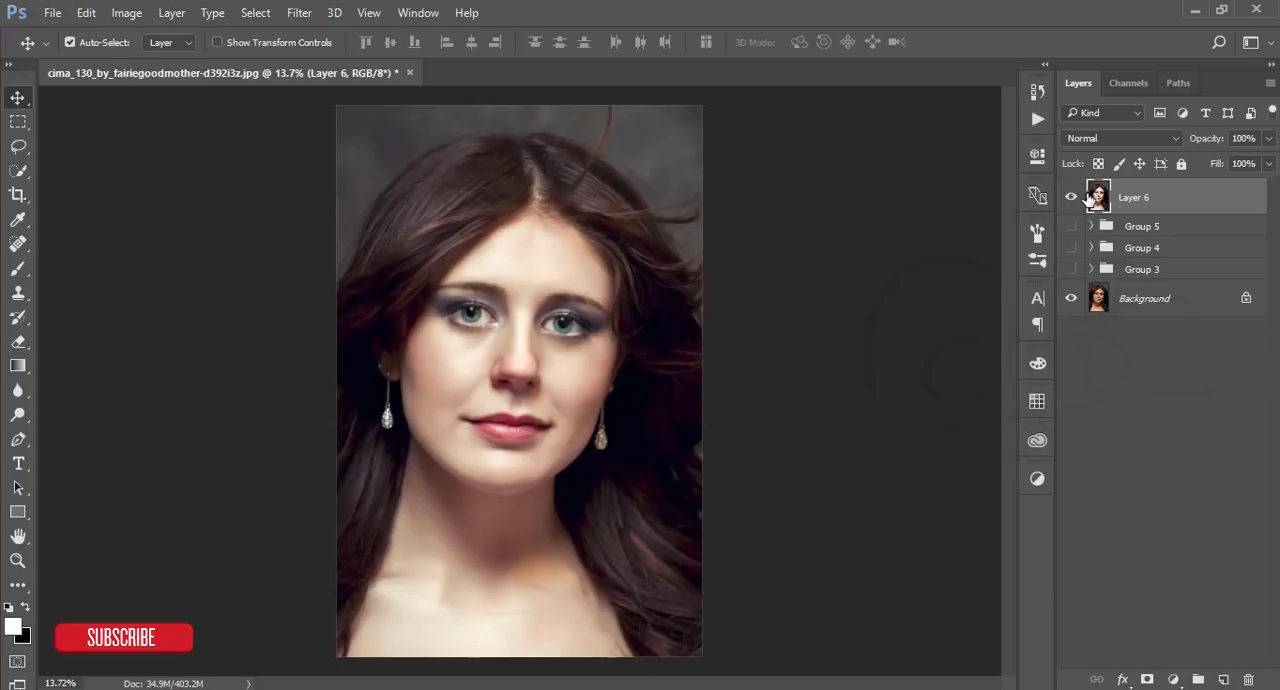 Ps File Edit Image Layer Type Select Filter 3D View Window Help
Auto-Select: Layer Show Transform Controls 3D Mode:
cima_130_by_fairiegoodmother-d392i3z.jpg @ 13.7% (Layer 6, RGB/8*) *
Layers Channels Paths
Kind
Normal Opacity: 100%
Lock: Fill: 100%
Layer 6
Group 5
Group 4
Group 3
Background
SUBSCRIBE
13.72% Doc: 34.9M/403.2M